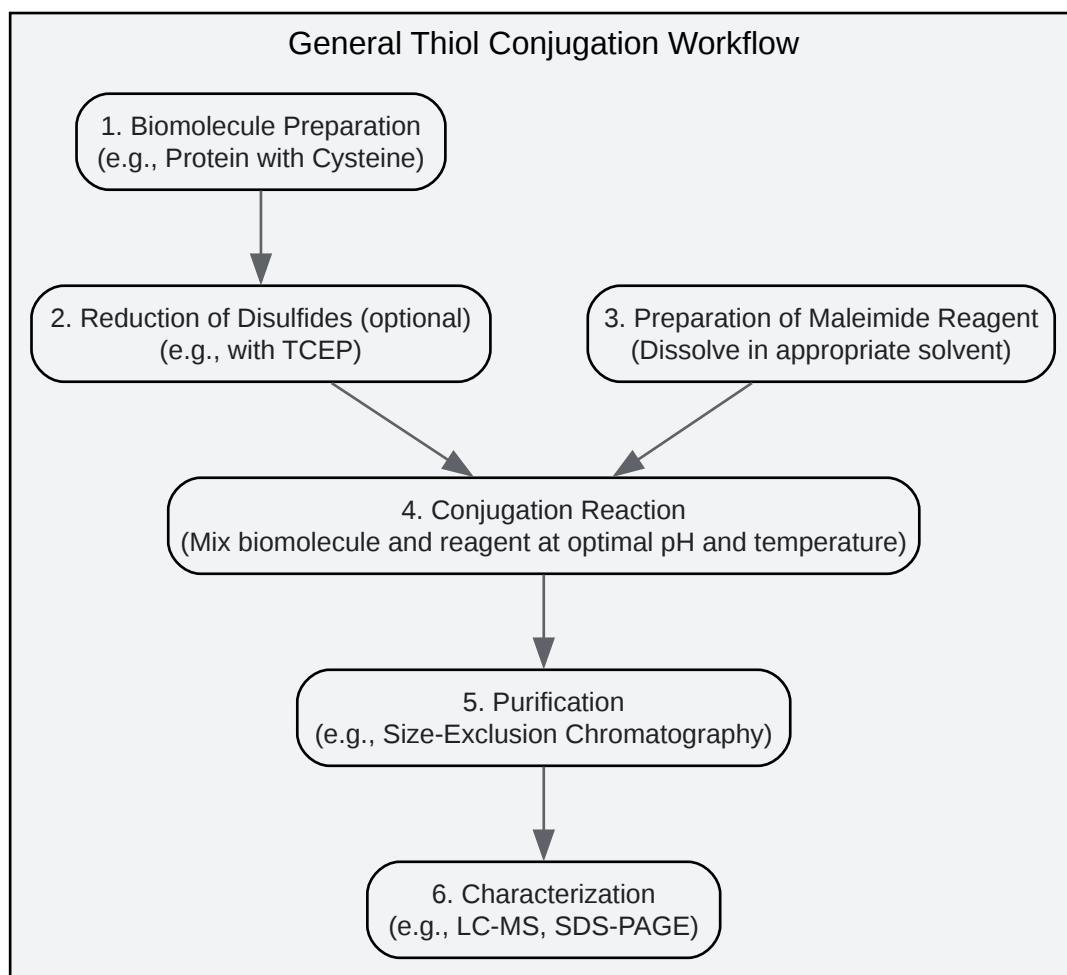 General Thiol Conjugation Workflow
1. Biomolecule Preparation
(e.g., Protein with Cysteine)
2. Reduction of Disulfides (optional)
(e.g., with TCEP)
3. Preparation of Maleimide Reagent
(Dissolve in appropriate solvent)
4. Conjugation Reaction
(Mix biomolecule and reagent at optimal pH and temperature)
5. Purification
(e.g., Size-Exclusion Chromatography)
6. Characterization
(e.g., LC-MS, SDS-PAGE)